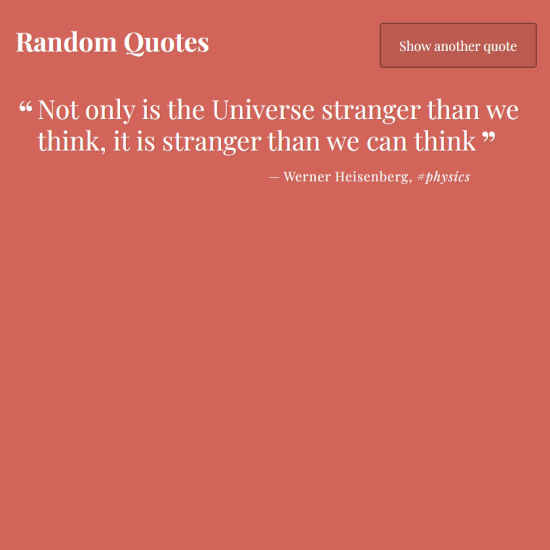 Random Quotes
Show another quote
“ Not only is the Universe stranger than we
think, it is stranger than we can think ”
— Werner Heisenberg, #physics